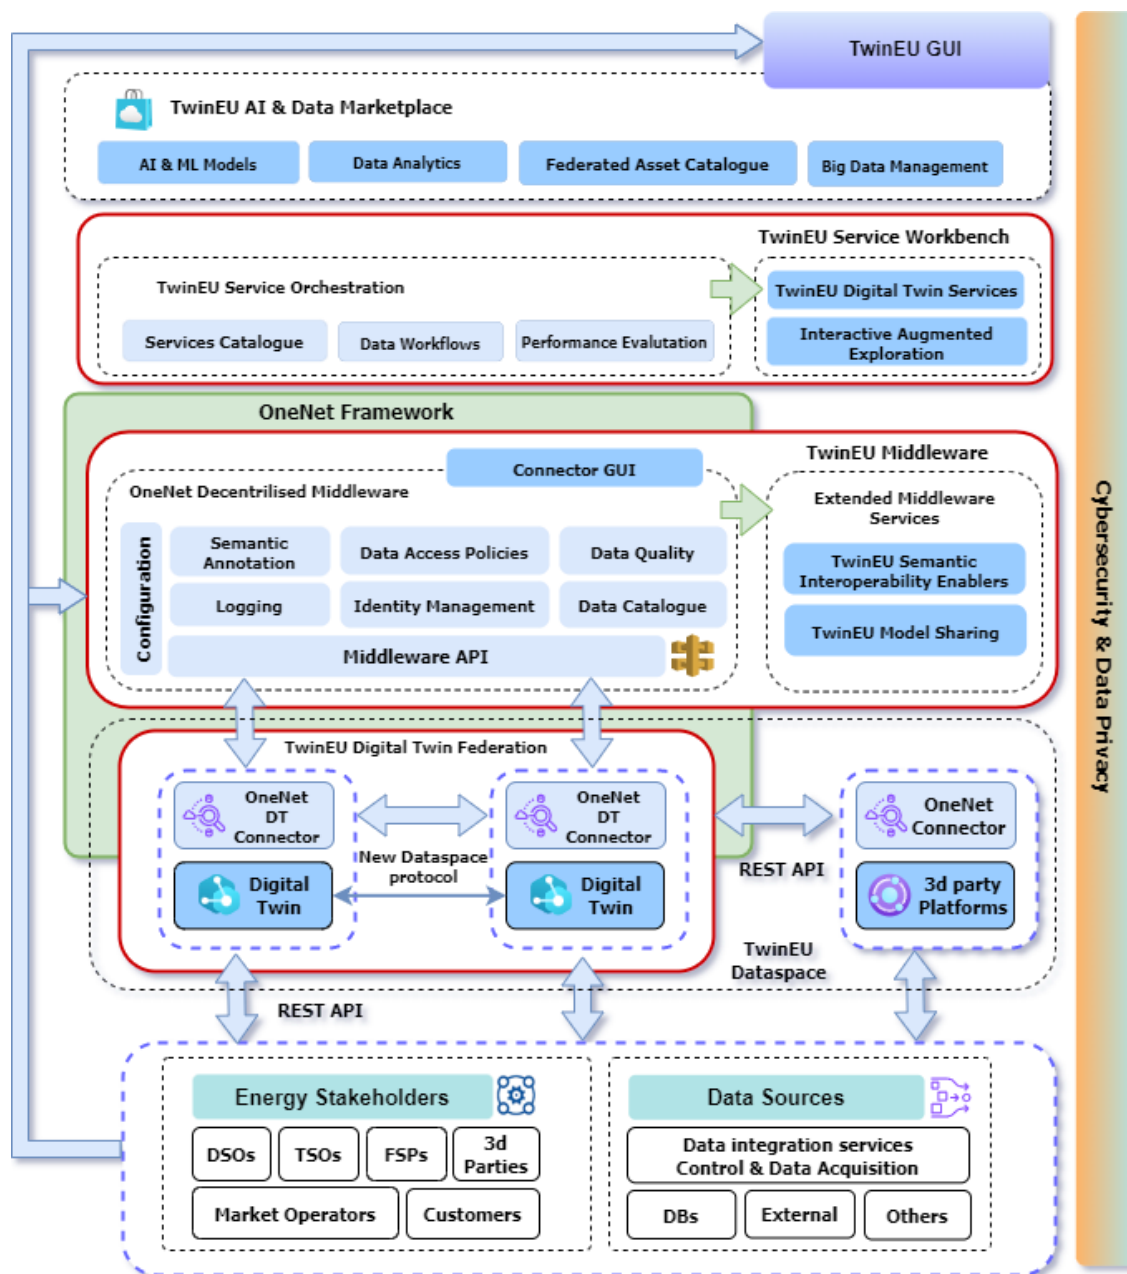 TwinEU GUI
TwinEU AI & Data Marketplace
AI & ML Models
Data Analytics
Federated Asset Catalogue
Big Data Management
TwinEU Service Workbench
TwinEU Service Orchestration
Services Catalogue
Data Workflows
Performance Evalutation
TwinEU Digital Twin Services
Interactive Augmented
Exploration
OneNet Framework
TwinEU Middleware
Connector GUI
OneNet Decentrilised Middleware
Configuration
Semantic
Annotation
Data Access Policies
Data Quality
Logging
Identity Management
Data Catalogue
Middleware API
Extended Middleware
Services
TwinEU Semantic
Interoperability Enablers
TwinEU Model Sharing
Cybersecurity & Data Privacy
TwinEU Digital Twin Federation
OneNet
DT
Connector
OneNet
DT
Connector
OneNet
Connector
New Dataspace
protocol
Digital
Twin
Digital
Twin
REST API
3d party
Platforms
TwinEU
Dataspace
REST API
Energy Stakeholders
DSOs
TSOs
FSPs
3d
Parties
Market Operators
Customers
Data Sources
Data integration services
Control & Data Acquisition
DBs
External
Others